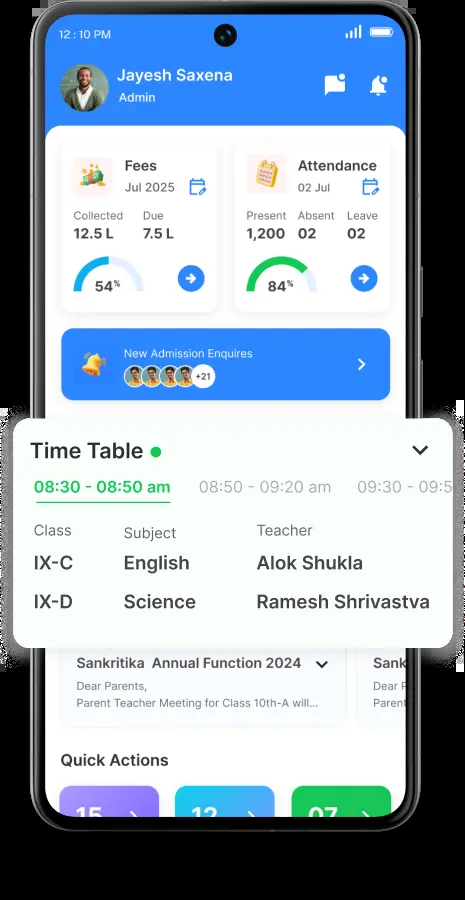 12 : 10 PM
Jayesh Saxena
Admin
Fees
Jul 2025
Collected Due
12.5 L 7.5 L
54%
Attendance
02 Jul
Present Absent Leave
1,200 02 02
84%
New Admission Enquires
+21
Time Table
08:30 - 08:50 am 08:50 - 09:20 am 09:30 - 09:5
Class Subject Teacher
IX-C English Alok Shukla
IX-D Science Ramesh Shrivastva
Sankritika Annual Function 2024
Dear Parents,
Parent Teacher Meeting for Class 10th-A will...
Sank
Dear P
Parent
Quick Actions
15 12 07